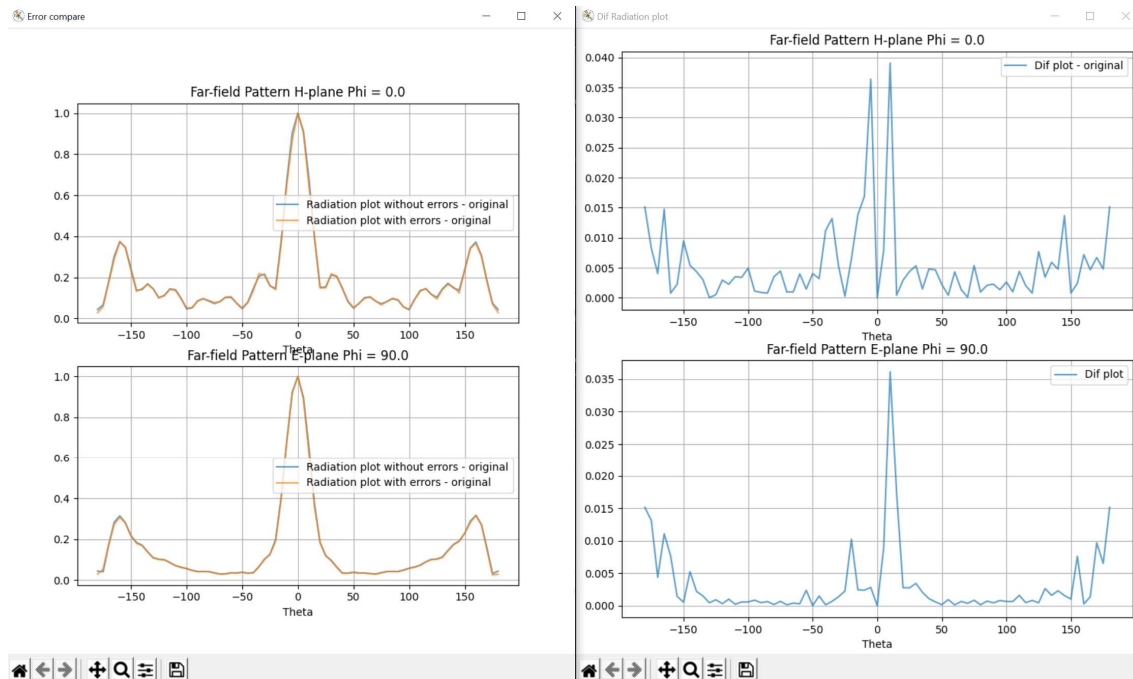 Error compare
Far-field Pattern H-plane Phi = 0.0
1.0
0.8
0.6
0.4
0.2
0.0
Radiation plot without errors - original
Radiation plot with errors - original
−150 −100 −50 0 50 100 150
Theta
Far-field Pattern E-plane Phi = 90.0
1.0
0.8
0.6
0.4
0.2
0.0
Radiation plot without errors - original
Radiation plot with errors - original
−150 −100 −50 0 50 100 150
Theta
Dif Radiation plot
Far-field Pattern H-plane Phi = 0.0
0.040
0.035
0.030
0.025
0.020
0.015
0.010
0.005
0.000
Dif plot - original
−150 −100 −50 0 50 100 150
Theta
Far-field Pattern E-plane Phi = 90.0
0.035
0.030
0.025
0.020
0.015
0.010
0.005
0.000
Dif plot
−150 −100 −50 0 50 100 150
Theta